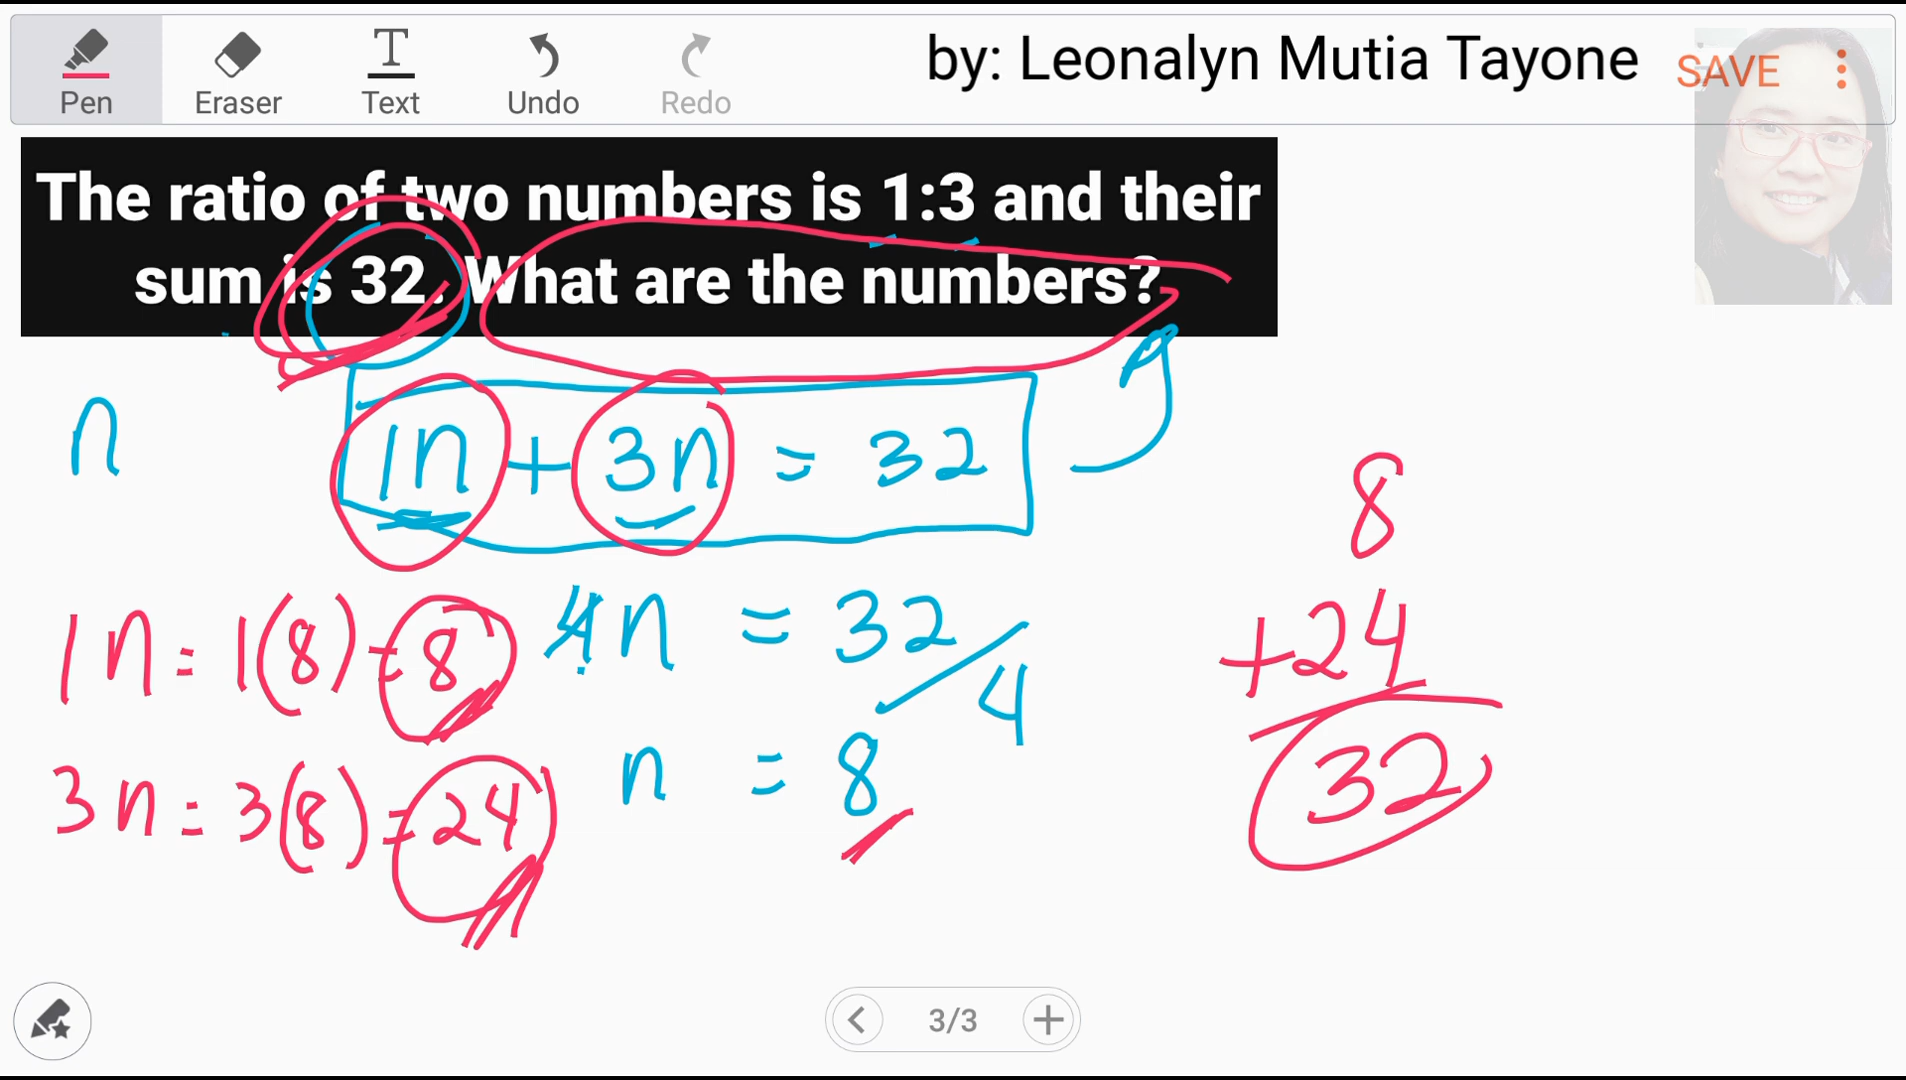 Pen Eraser Text Undo Redo by: Leonalyn Mutia Tayone SAVE
The ratio of two numbers is 1:3 and their
sum is 32. What are the numbers?
n
1n + 3n = 32
4n = 32/4
n = 8
1n = 1(8) = 8
3n = 3(8) = 24
8
+24
32
3/3